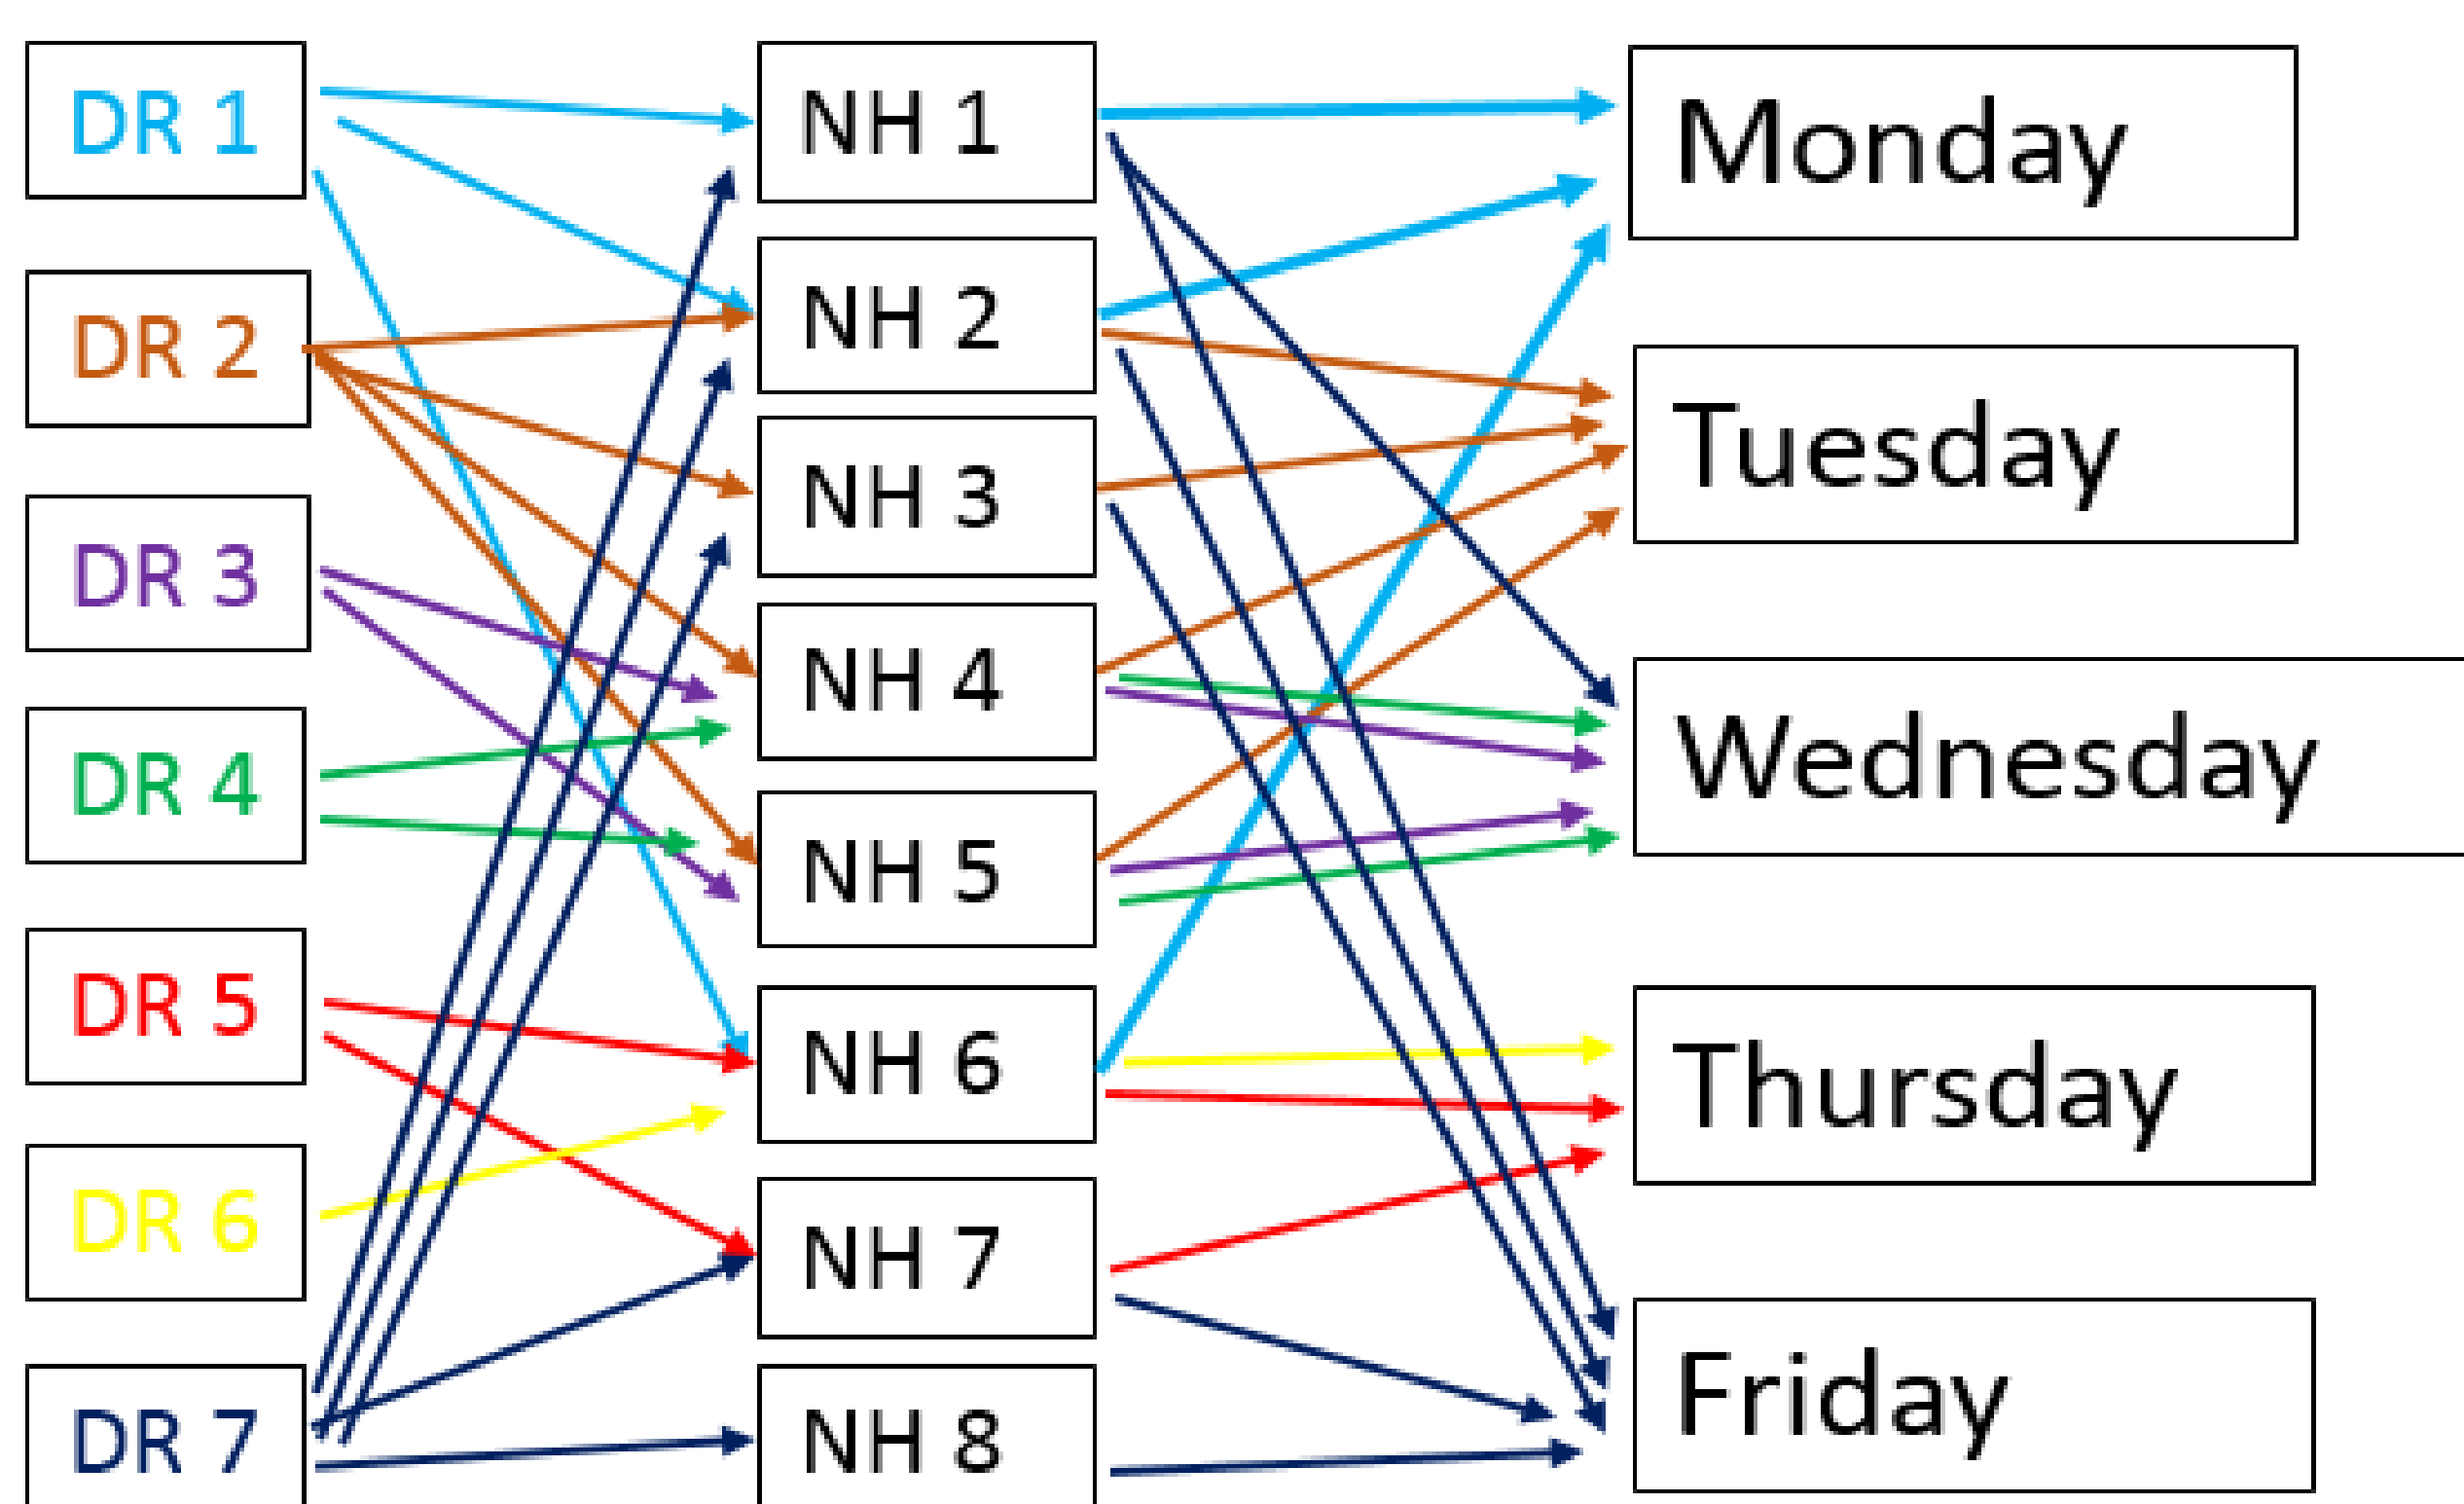 DR 1
DR 2
DR 3
DR 4
DR 5
DR 6
DR 7
NH 1
NH 2
NH 3
NH 4
NH 5
NH 6
NH 7
NH 8
Monday
Tuesday
Wednesday
Thursday
Friday